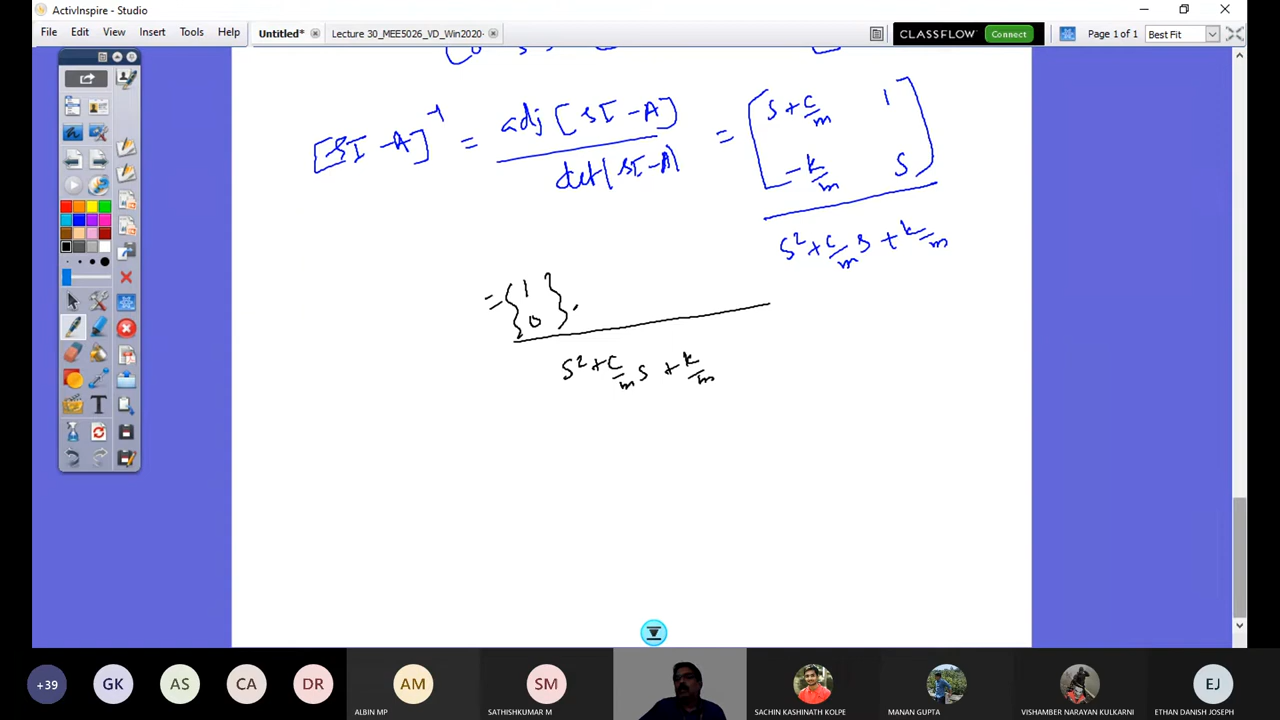 ActivInspire - Studio
File Edit View Insert Tools Help
Untitled* Lecture 30_MEE5026_VD_Win2020-
CLASSFLOW Connect
Page 1 of 1 Best Fit
[sI - A]^-1 = adj [sI - A] / det(sI - A) = [s + c/m 1
-k/m s]
s² + c/m s + k/m
= {1
0}.
s² + c/m s + k/m
T
+39 GK AS CA DR AM SM EJ
ALBIN MP SATHISHKUMAR M SACHIN KASHINATH KOLPE MANAN GUPTA VISHAMBER NARAYAN KULKARNI ETHAN DANISH JOSEPH